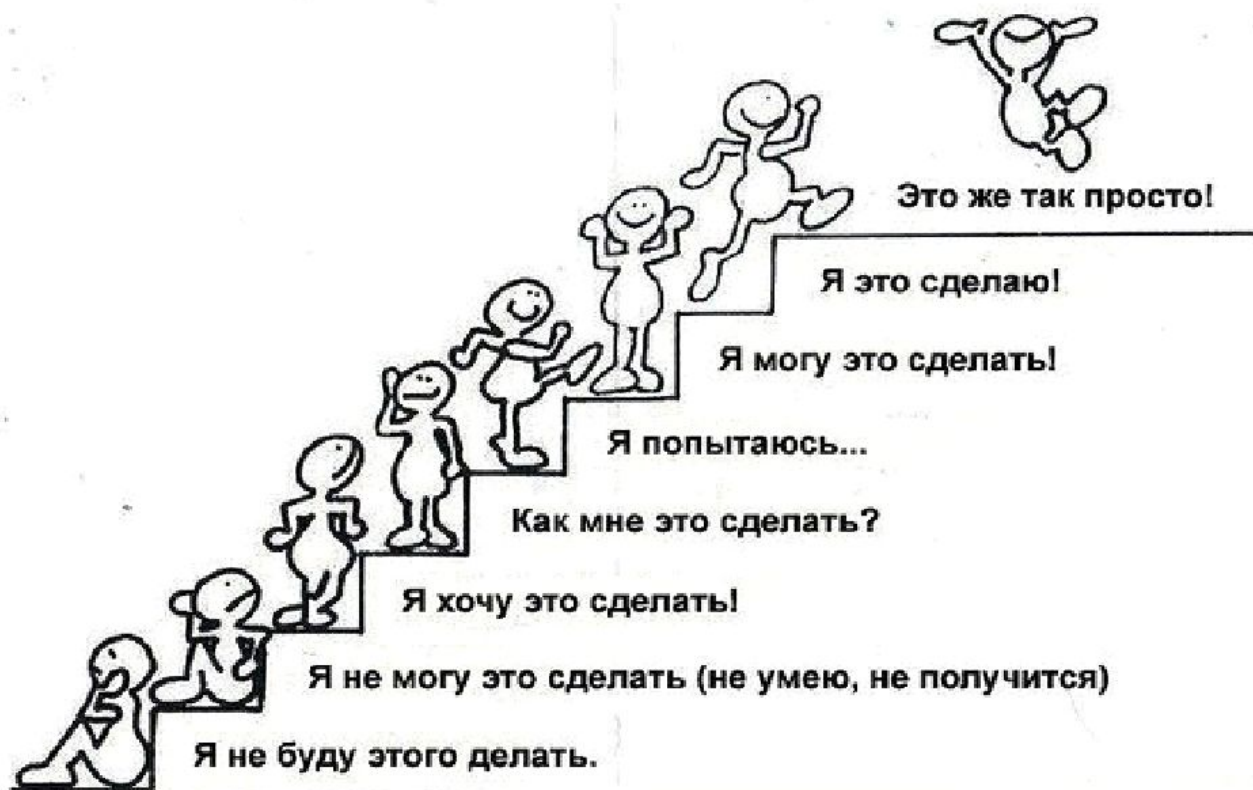 Это же так просто!
Я это сделаю!
Я могу это сделать!
Я попытаюсь...
Как мне это сделать?
Я хочу это сделать!
Я не могу это сделать (не умею, не получится)
Я не буду этого делать.